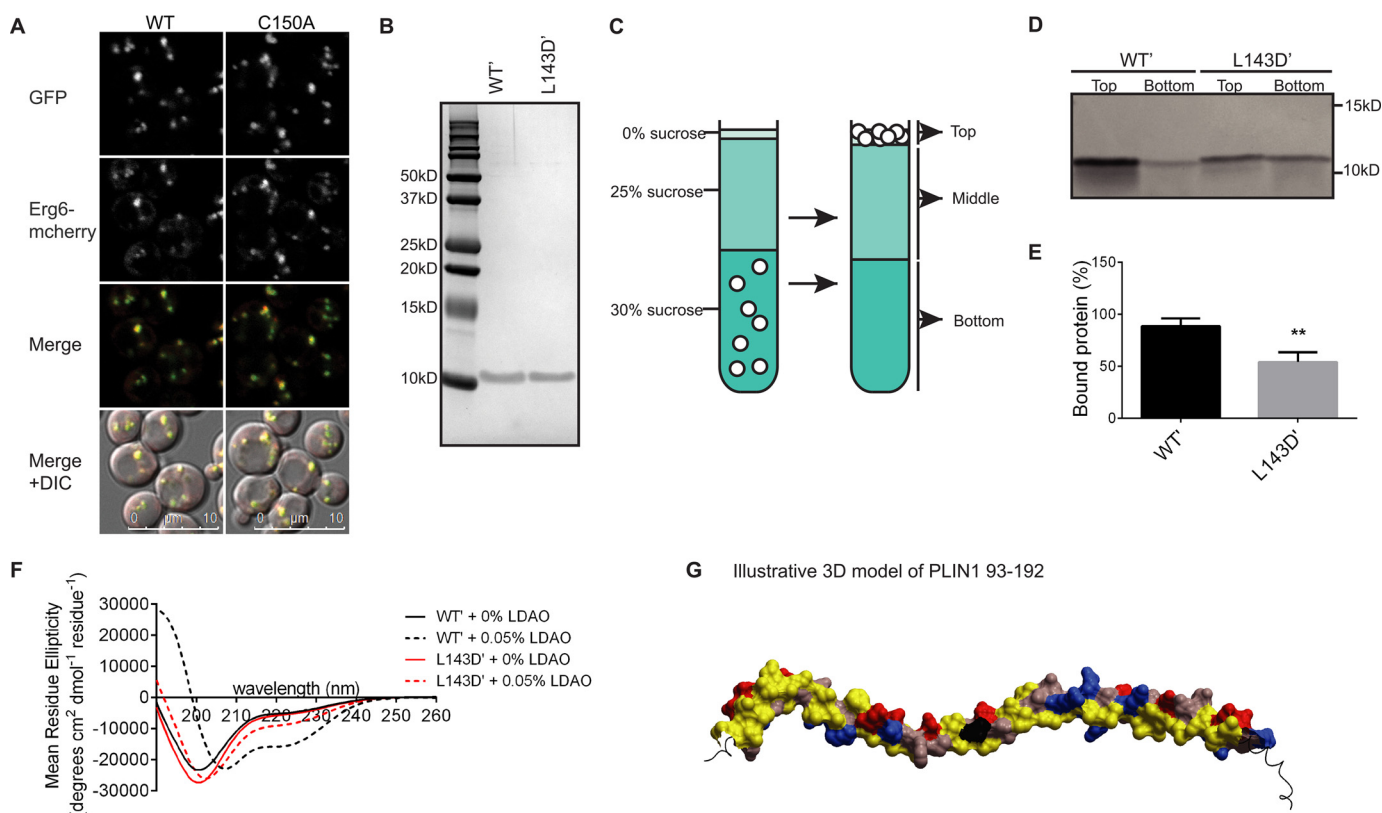 A
WT
C150A
GFP
Erg6-
mcherry
Merge
Merge
+DIC
0 μm 10
0 μm 10
B
WT'
L143D'
50kD
37kD
25kD
20kD
15kD
10kD
C
0% sucrose
25% sucrose
30% sucrose
Top
Middle
Bottom
D
WT'
L143D'
Top
Bottom
Top
Bottom
15kD
10kD
E
Bound protein (%)
150
100
50
0
**
WT'
L143D'
F
Mean Residue Ellipticity
(degrees cm2 dmol-1 residue-1)
30000
20000
10000
0
-10000
-20000
-30000
wavelength (nm)
200
210
220
230
240
250
260
WT' + 0% LDAO
WT' + 0.05% LDAO
L143D' + 0% LDAO
L143D' + 0.05% LDAO
G
Illustrative 3D model of PLIN1 93-192